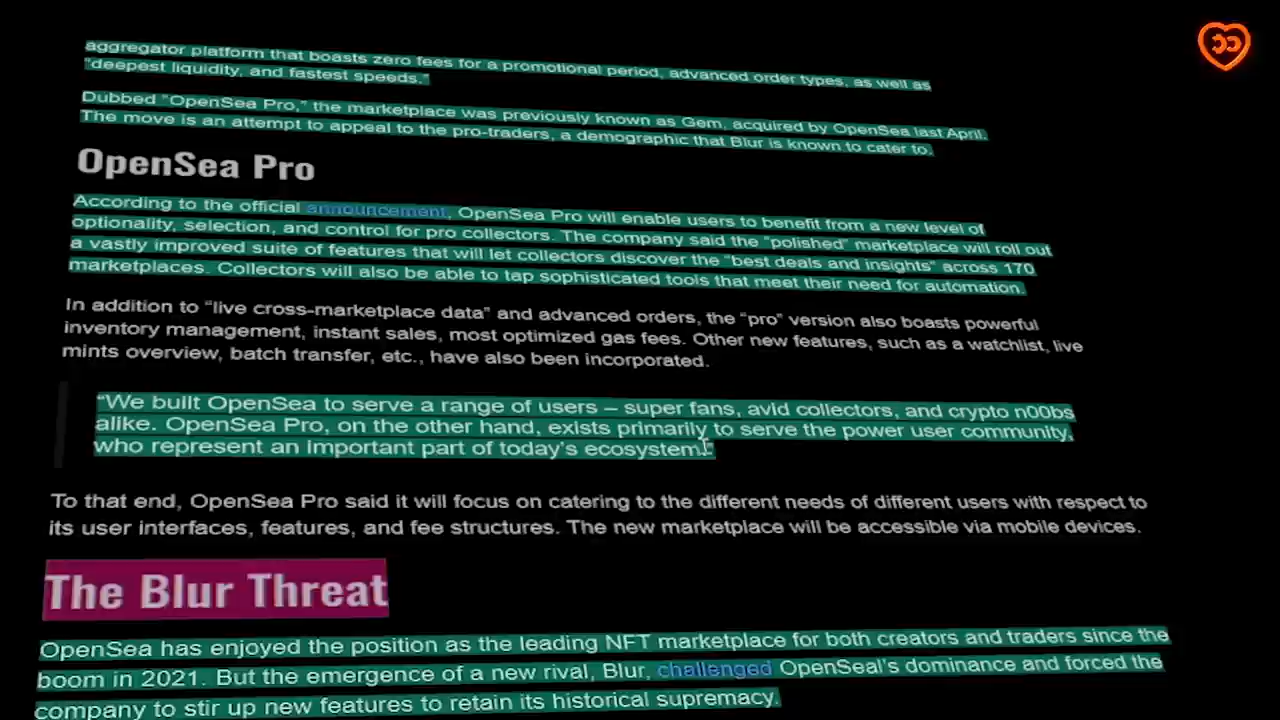 aggregator platform that boasts zero fees for a promotional period, advanced order types, as well as
"deepest liquidity, and fastest speeds."
Dubbed "OpenSea Pro," the marketplace was previously known as Gem, acquired by OpenSea last April.
The move is an attempt to appeal to the pro-traders, a demographic that Blur is known to cater to.
OpenSea Pro
According to the official announcement, OpenSea Pro will enable users to benefit from a new level of
optionality, selection, and control for pro collectors. The company said the "polished" marketplace will roll out
a vastly improved suite of features that will let collectors discover the "best deals and insights" across 170
marketplaces. Collectors will also be able to tap sophisticated tools that meet their need for automation.
In addition to "live cross-marketplace data" and advanced orders, the "pro" version also boasts powerful
inventory management, instant sales, most optimized gas fees. Other new features, such as a watchlist, live
mints overview, batch transfer, etc., have also been incorporated.
"We built OpenSea to serve a range of users – super fans, avid collectors, and crypto n00bs
alike. OpenSea Pro, on the other hand, exists primarily to serve the power user community,
who represent an important part of today's ecosystem."
To that end, OpenSea Pro said it will focus on catering to the different needs of different users with respect to
its user interfaces, features, and fee structures. The new marketplace will be accessible via mobile devices.
The Blur Threat
OpenSea has enjoyed the position as the leading NFT marketplace for both creators and traders since the
boom in 2021. But the emergence of a new rival, Blur, challenged OpenSeal's dominance and forced the
company to stir up new features to retain its historical supremacy.